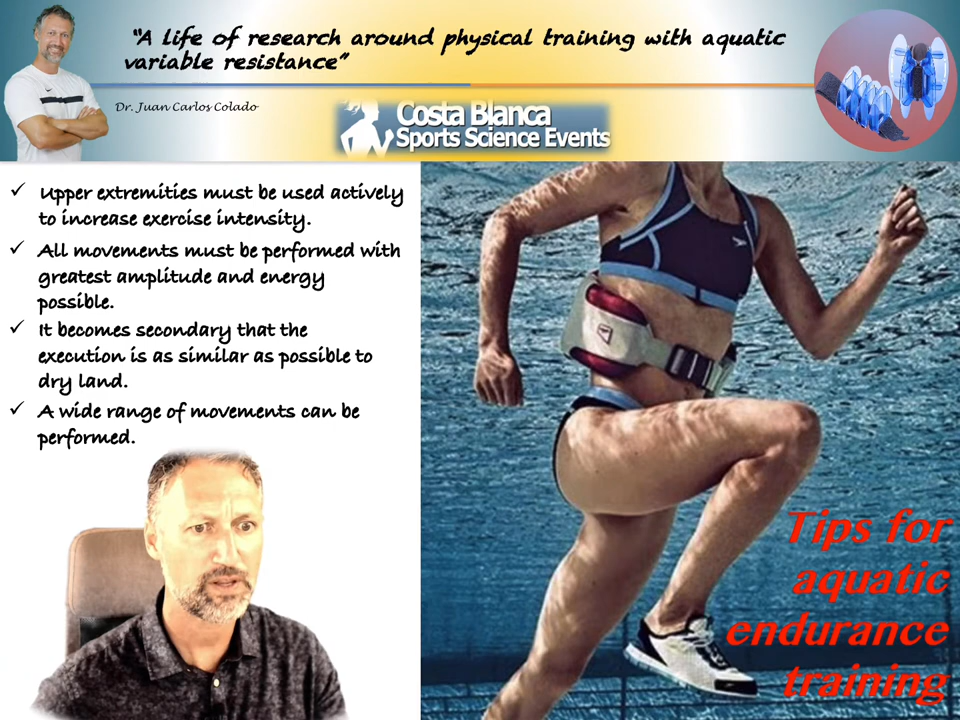 "A life of research around physical training with aquatic
variable resistance"
Dr. Juan Carlos Colado
Costa Blanca
Sports Science Events
✓ Upper extremities must be used actively
to increase exercise intensity.
✓ All movements must be performed with
greatest amplitude and energy
possible.
✓ It becomes secondary that the
execution is as similar as possible to
dry land.
✓ A wide range of movements can be
performed.
Tips for
aquatic
endurance
training